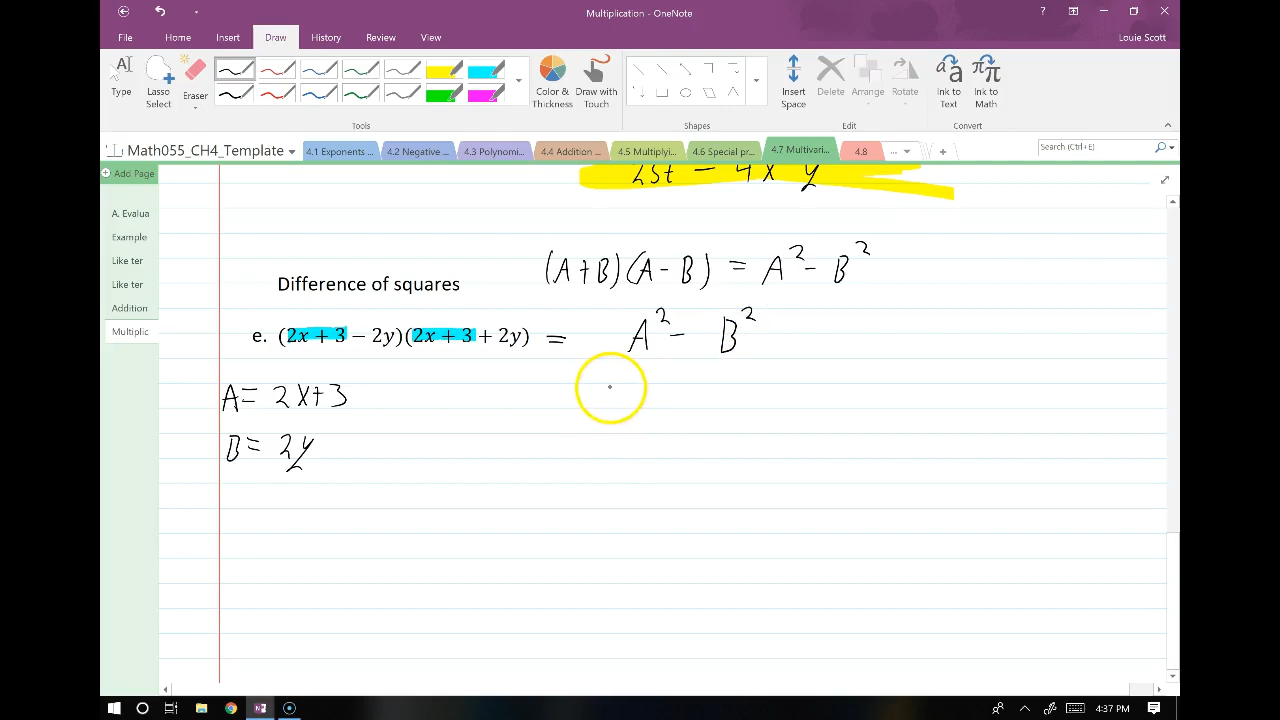 Multiplication - OneNote
?
File Home Insert Draw History Review View Louie Scott
Type Lasso Select Eraser Color & Thickness Draw with Touch Insert Space Delete Arrange Rotate Ink to Text Ink to Math
Tools Shapes Edit Convert
Math055_CH4_Template 4.1 Exponents ... 4.2 Negative ... 4.3 Polynomi... 4.4 Addition ... 4.5 Multiplyi... 4.6 Special pr... 4.7 Multivari... 4.8 ... Search (Ctrl+E)
Add Page
A. Evalua
Example
Like ter
Like ter
Addition
Multiplic
25t - 4x y
(A+B)(A-B) = A² - B²
Difference of squares
e. (2x + 3 − 2y)(2x + 3 + 2y) = A² - B²
A = 2x+3
B = 2y
4:37 PM